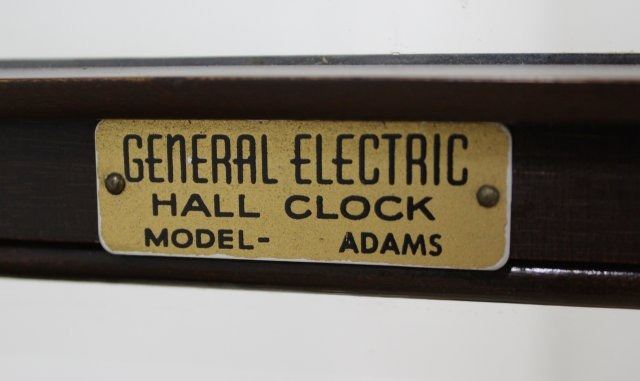 GENERAL ELECTRIC
HALL CLOCK
MODEL- ADAMS